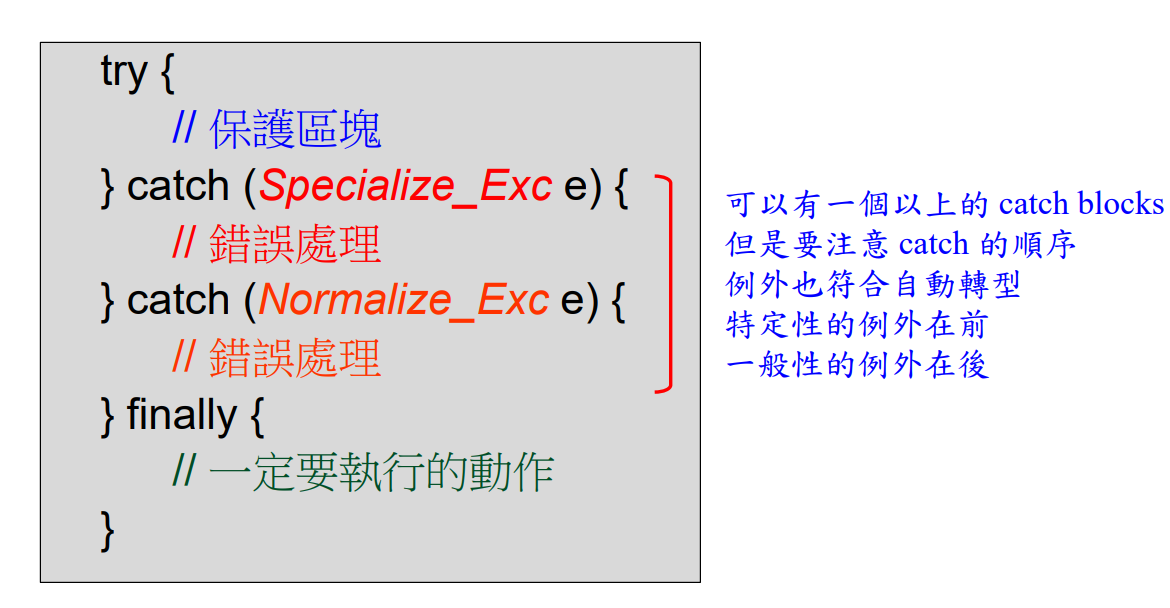 try {
// 保護區塊
} catch (Specialize_Exc e) {
// 錯誤處理
} catch (Normalize_Exc e) {
// 錯誤處理
} finally {
// 一定要執行的動作
}
可以有一個以上的 catch blocks
但是要注意 catch 的順序
例外也符合自動轉型
特定性的例外在前
一般性的例外在後